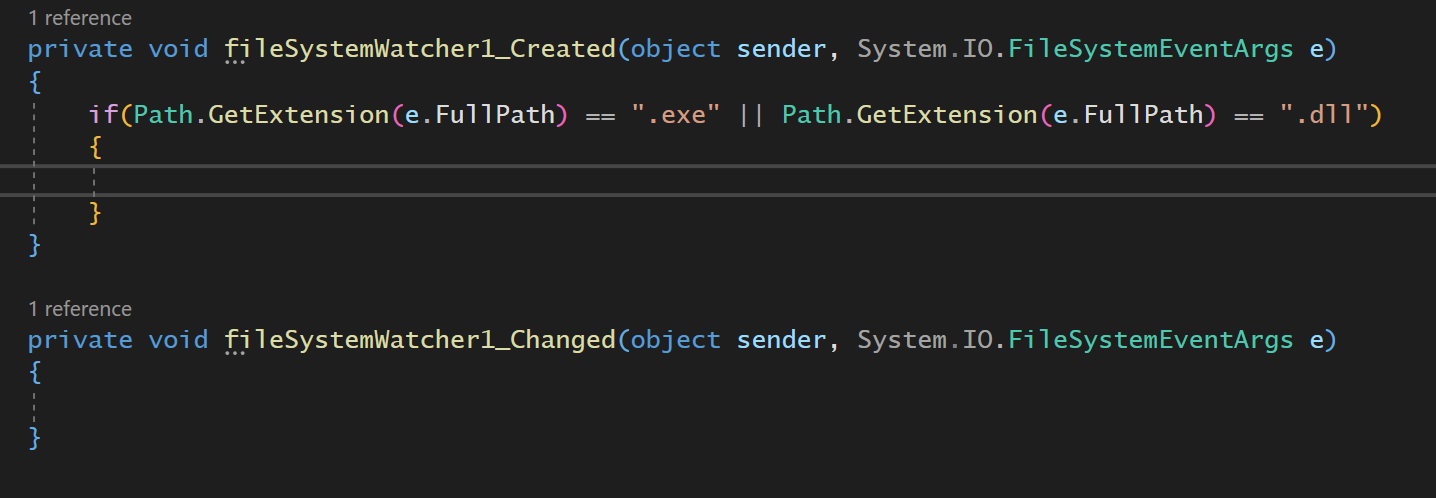 1 reference
private void fileSystemWatcher1_Created(object sender, System.IO.FileSystemEventArgs e)
{
if(Path.GetExtension(e.FullPath) == ".exe" || Path.GetExtension(e.FullPath) == ".dll")
{
}
}
1 reference
private void fileSystemWatcher1_Changed(object sender, System.IO.FileSystemEventArgs e)
{
}